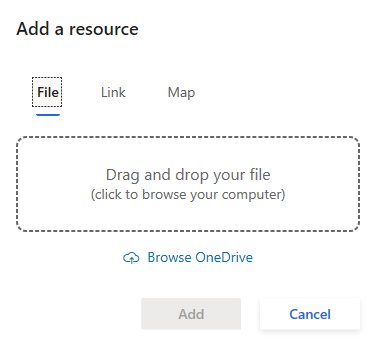 Add a resource
File Link Map
Drag and drop your file
(click to browse your computer)
Browse OneDrive
Add Cancel